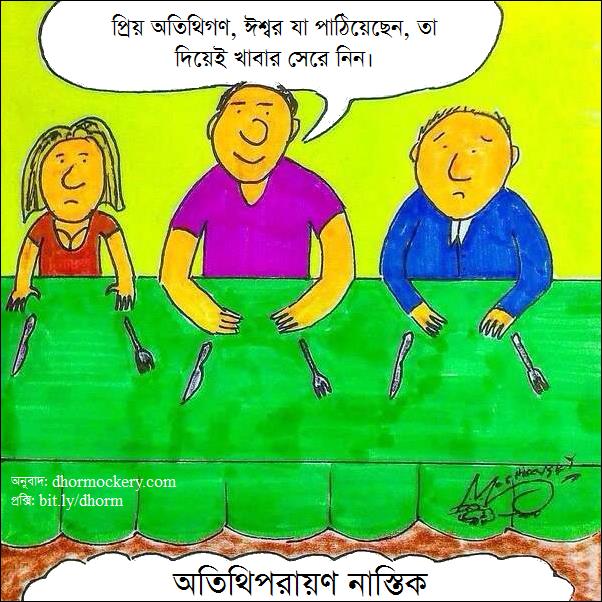 প্রিয় অতিথিগণ, ঈশ্বর যা পাঠিয়েছেন, তা
দিয়েই খাবার সেরে নিন।
অনুবাদ: dhormockery.com
প্রক্সি: bit.ly/dhorm
অতিথিপরায়ণ নাস্তিক